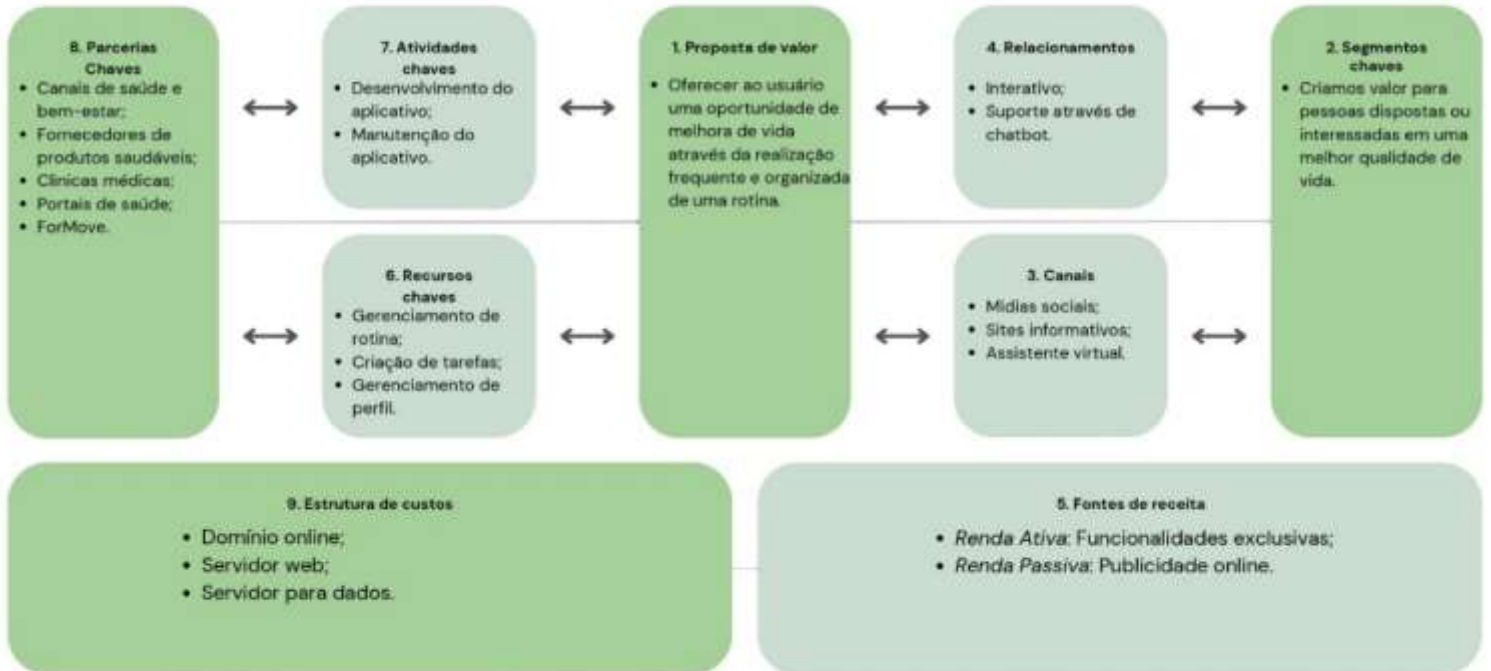 8. Parcerias
Chaves
• Canais de saúde e
bem-estar;
• Fornecedores de
produtos saudáveis;
• Clinicas médicas;
• Portais de saúde;
• ForMove.
7. Atividades
chaves
• Desenvolvimento do
aplicativo;
• Manutenção do
aplicativo.
6. Recursos
chaves
• Gerenciamento de
rotina;
• Criação de tarefas;
• Gerenciamento de
perfil.
1. Proposta de valor
• Oferecer ao usuário
uma oportunidade de
melhora de vida
através da realização
frequente e organizada
de uma rotina.
4. Relacionamentos
• Interativo;
• Suporte através de
chatbot.
3. Canais
• Mídias sociais;
• Sites informativos;
• Assistente virtual.
2. Segmentos
chaves
• Criamos valor para
pessoas dispostas ou
interessadas em uma
melhor qualidade de
vida.
9. Estrutura de custos
• Domínio online;
• Servidor web;
• Servidor para dados.
5. Fontes de receita
• Renda Ativa: Funcionalidades exclusivas;
• Renda Passiva: Publicidade online.